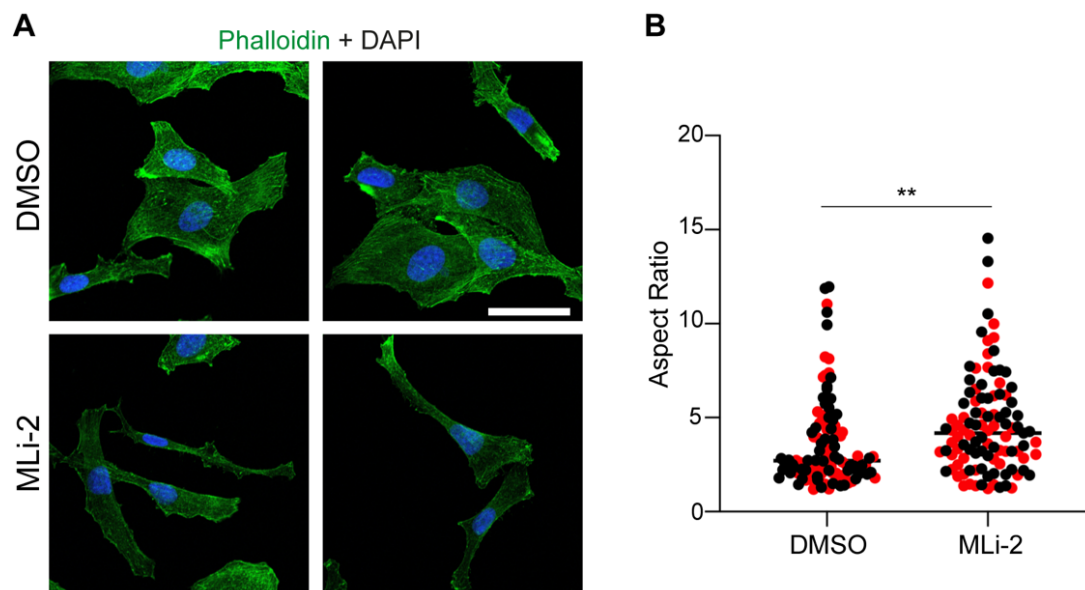 A
Phalloidin + DAPI
DMSO
MLi-2
B
20
15
10
5
0
Aspect Ratio
**
DMSO
MLi-2